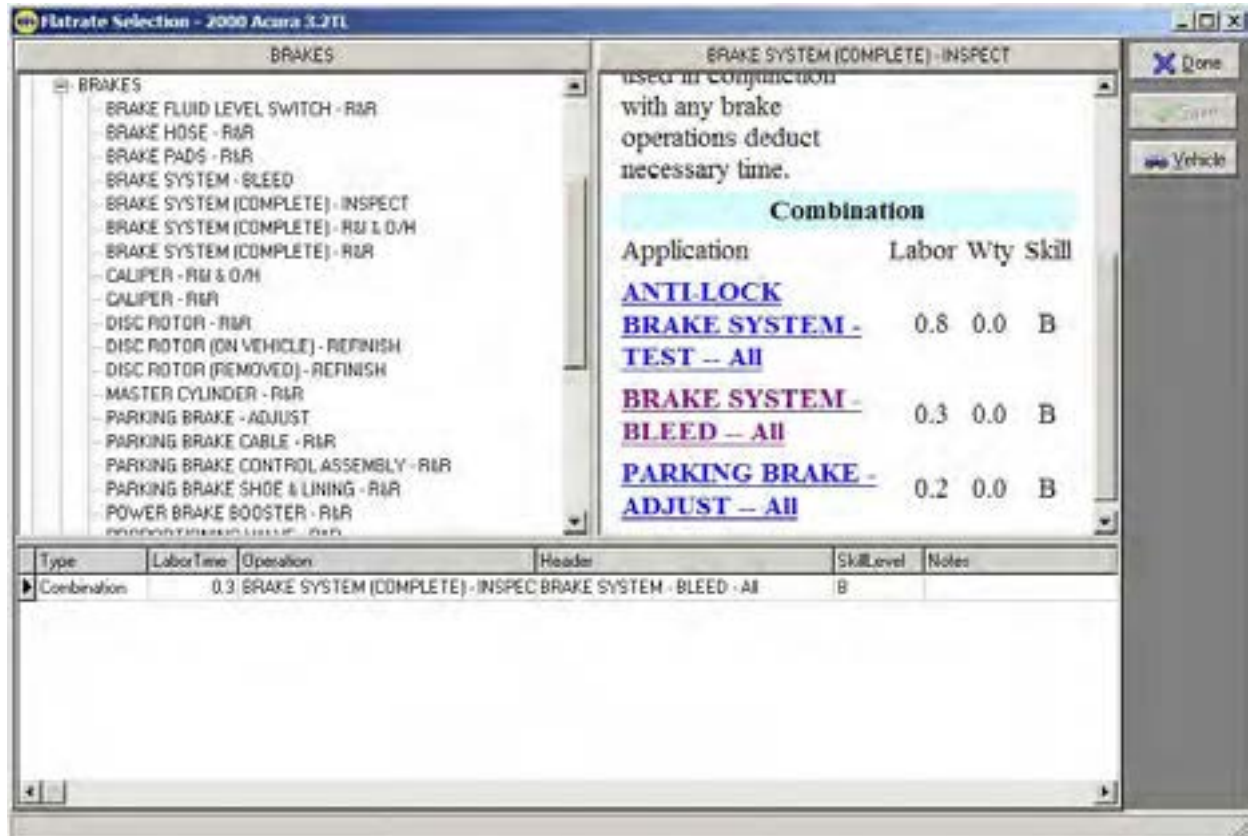 Flatrate Selection - 2000 Acura 3.2TL
BRAKES
BRAKES
BRAKE FLUID LEVEL SWITCH - R&R
BRAKE HOSE - R&R
BRAKE PADS - R&R
BRAKE SYSTEM - BLEED
BRAKE SYSTEM (COMPLETE) - INSPECT
BRAKE SYSTEM (COMPLETE) - R&I & O/H
BRAKE SYSTEM (COMPLETE) - R&R
CALIPER - R&I & O/H
CALIPER - R&R
DISC ROTOR - R&R
DISC ROTOR (ON VEHICLE) - REFINISH
DISC ROTOR (REMOVED) - REFINISH
MASTER CYLINDER - R&R
PARKING BRAKE - ADJUST
PARKING BRAKE CABLE - R&R
PARKING BRAKE CONTROL ASSEMBLY - R&R
PARKING BRAKE SHOE & LINING - R&R
POWER BRAKE BOOSTER - R&R
PROPORTIONING VALVE - R&R
BRAKE SYSTEM (COMPLETE) - INSPECT
used in conjunction
with any brake
operations deduct
necessary time.
Combination
Application Labor Wty Skill
ANTI-LOCK
BRAKE SYSTEM - 0.8 0.0 B
TEST -- All
BRAKE SYSTEM -
BLEED -- All 0.3 0.0 B
PARKING BRAKE -
ADJUST -- All 0.2 0.0 B
Done
Save
Vehicle
Type LaborTime Operation Header SkillLevel Notes
Combination 0.3 BRAKE SYSTEM (COMPLETE) - INSPEC BRAKE SYSTEM - BLEED - All B